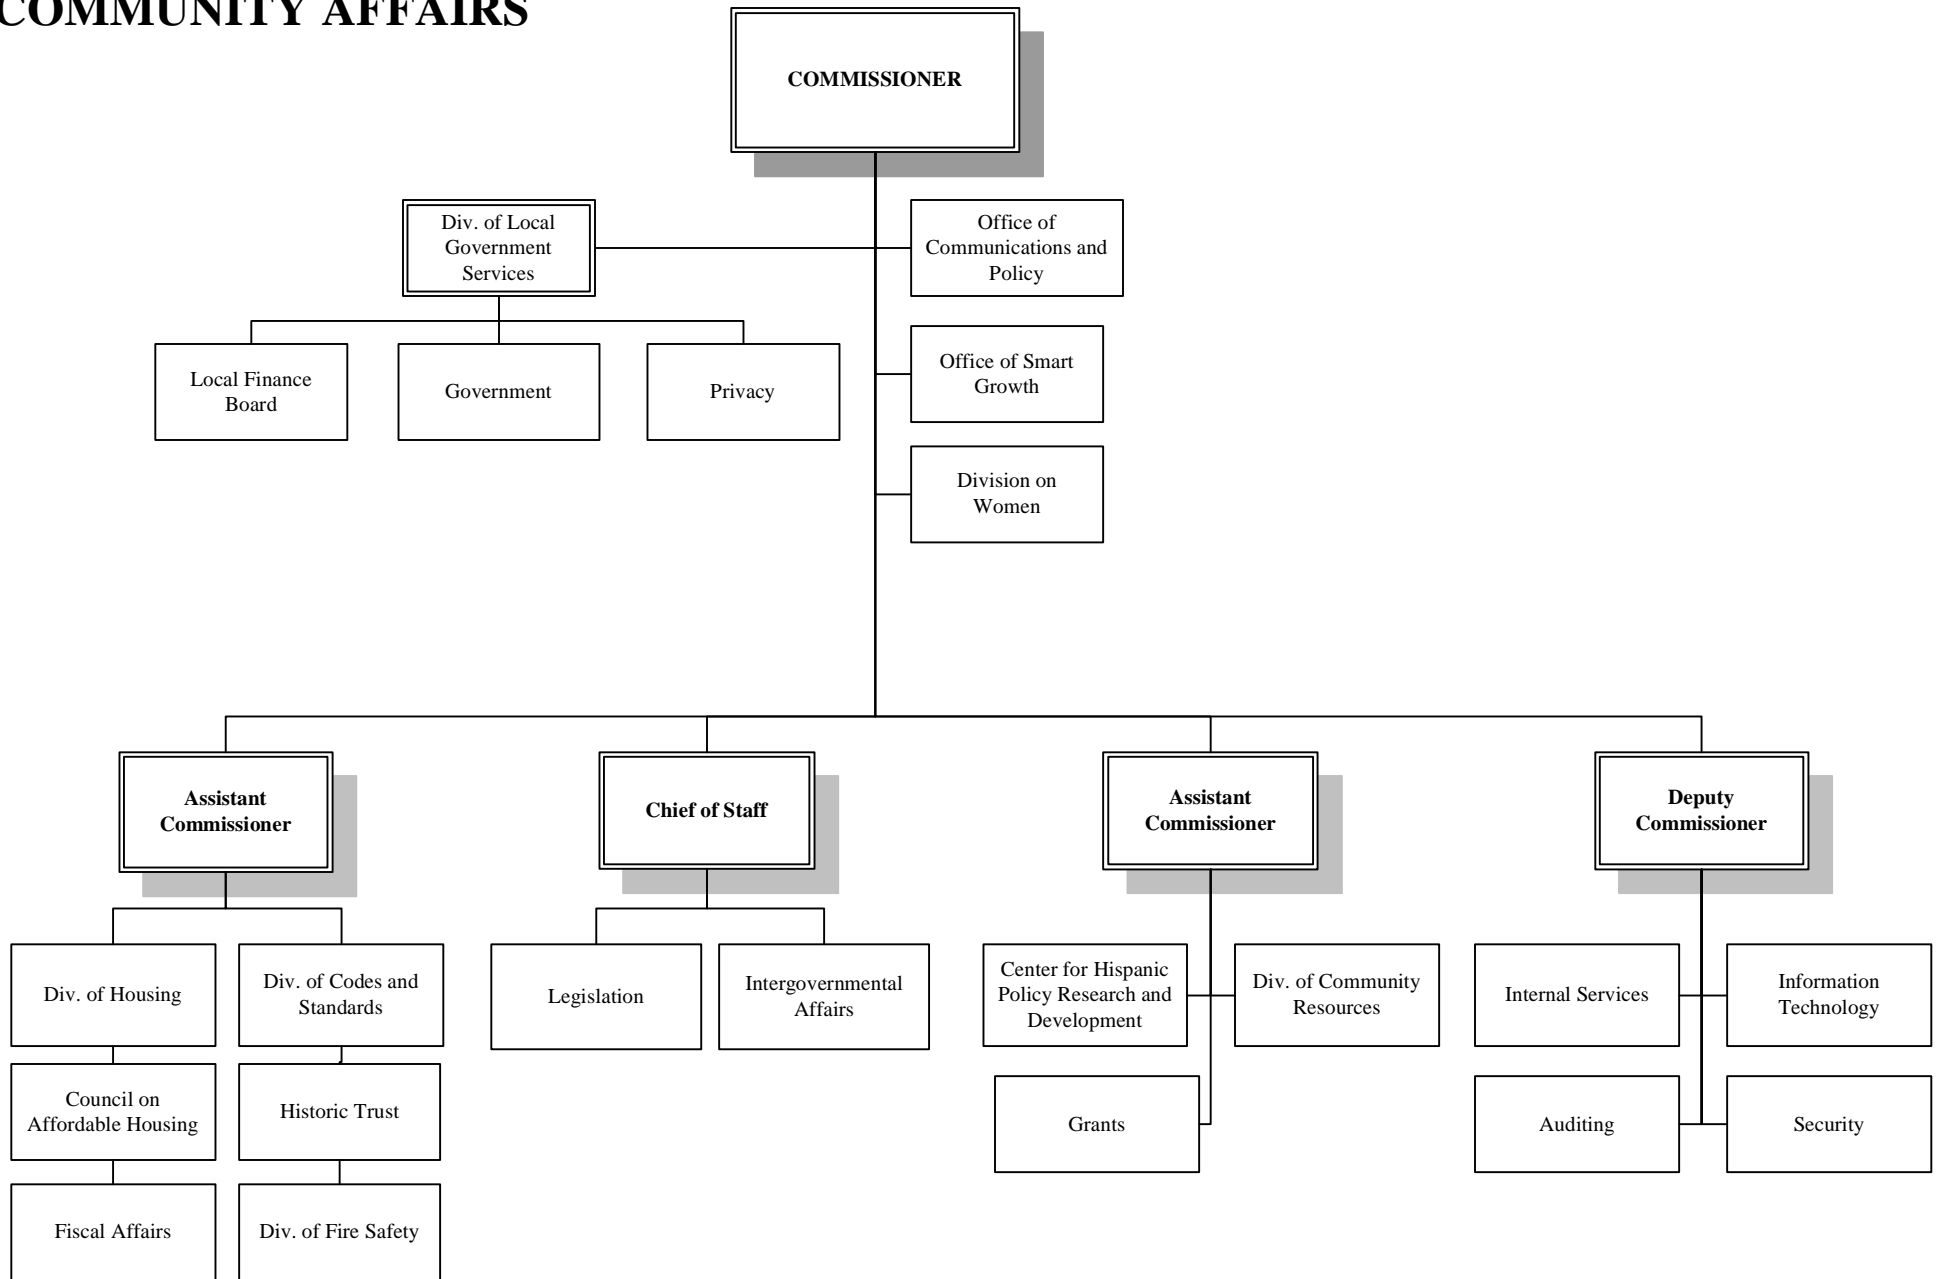 COMMUNITY AFFAIRS
COMMISSIONER
Div. of Local
Government
Services
Office of
Communications and
Policy
Local Finance
Board
Government
Privacy
Office of Smart
Growth
Division on
Women
Assistant
Commissioner
Chief of Staff
Assistant
Commissioner
Deputy
Commissioner
Div. of Housing
Div. of Codes and
Standards
Legislation
Intergovernmental
Affairs
Center for Hispanic
Policy Research and
Development
Div. of Community
Resources
Internal Services
Information
Technology
Council on
Affordable Housing
Historic Trust
Grants
Auditing
Security
Fiscal Affairs
Div. of Fire Safety